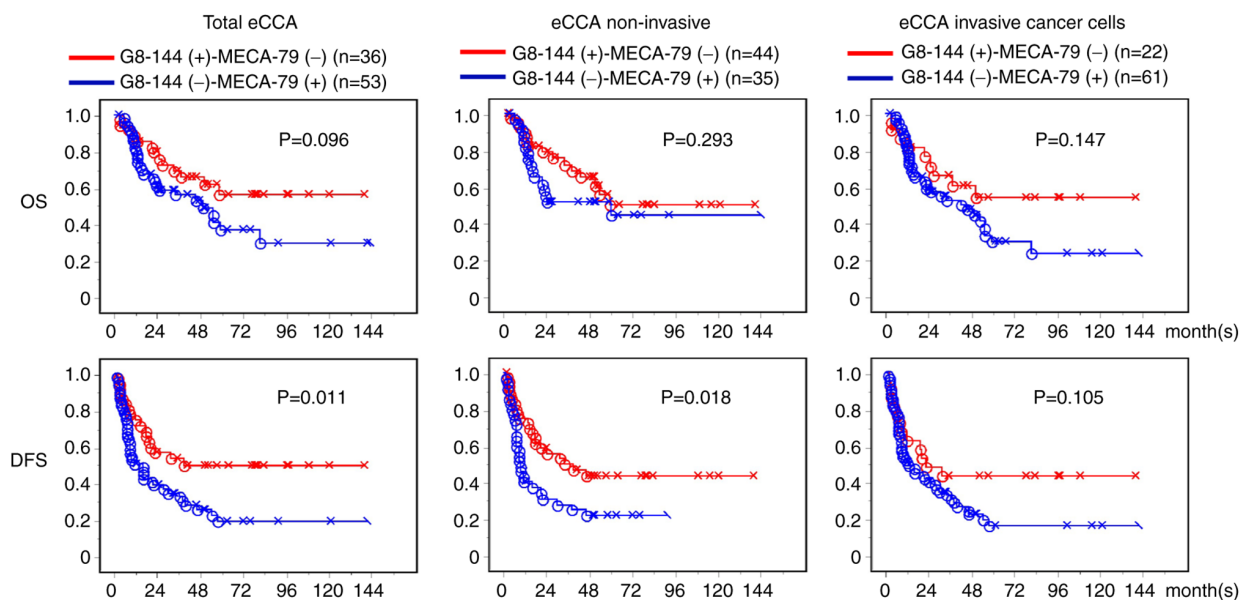 Total eCCA
G8-144 (+)-MECA-79 (−) (n=36)
G8-144 (−)-MECA-79 (+) (n=53)
eCCA non-invasive
G8-144 (+)-MECA-79 (−) (n=44)
G8-144 (−)-MECA-79 (+) (n=35)
eCCA invasive cancer cells
G8-144 (+)-MECA-79 (−) (n=22)
G8-144 (−)-MECA-79 (+) (n=61)
OS
1.0
0.8
0.6
0.4
0.2
0
P=0.096
0 24 48 72 96 120 144
1.0
0.8
0.6
0.4
0.2
0
P=0.293
0 24 48 72 96 120 144
1.0
0.8
0.6
0.4
0.2
0
P=0.147
0 24 48 72 96 120 144 month(s)
DFS
1.0
0.8
0.6
0.4
0.2
0
P=0.011
0 24 48 72 96 120 144
1.0
0.8
0.6
0.4
0.2
0
P=0.018
0 24 48 72 96 120 144
1.0
0.8
0.6
0.4
0.2
0
P=0.105
0 24 48 72 96 120 144 month(s)